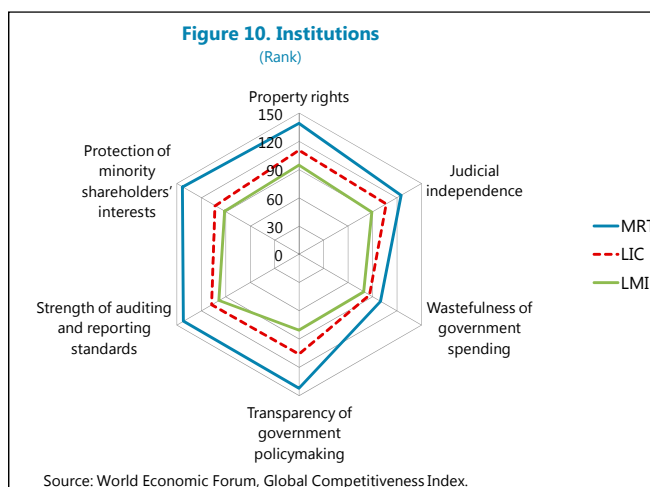 Figure 10. Institutions
(Rank)
Property rights
150
120
90
60
30
0
Judicial
independence
Wastefulness of
government
spending
Transparency of
government
policymaking
Strength of auditing
and reporting
standards
Protection of
minority
shareholders'
interests
MRT
LIC
LMI
Source: World Economic Forum, Global Competitiveness Index.